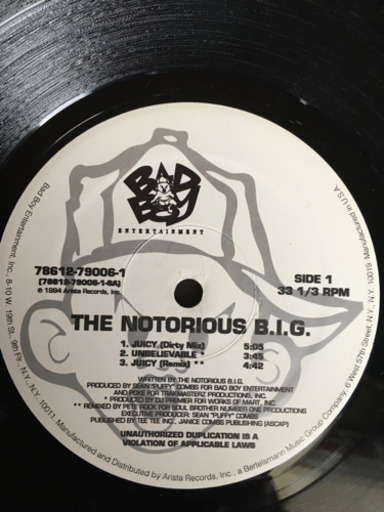 BAD
BOY
ENTERTAINMENT
78612-79006-1
(78612-79006-1-SA)
℗ 1994 Arista Records, Inc.
SIDE 1
33 1/3 RPM
THE NOTORIOUS B.I.G.
1. JUICY (Dirty Mix) 5:05
2. UNBELIEVABLE * 3:45
3. JUICY (Remix) ** 4:42
WRITTEN BY THE NOTORIOUS B.I.G.
PRODUCED BY SEAN "PUFFY" COMBS FOR BAD BOY ENTERTAINMENT
AND POKE FOR TRAKMASTERZ PRODUCTIONS, INC.
* PRODUCED BY DJ PREMIER FOR WORKS OF MART, INC.
** REMIXED BY PETE ROCK FOR SOUL BROTHER NUMBER ONE PRODUCTIONS
EXECUTIVE PRODUCER: SEAN "PUFFY" COMBS
PUBLISHED BY TEE TEE INC., JANICE COMBS PUBLISHING (ASCAP)
UNAUTHORIZED DUPLICATION IS A
VIOLATION OF APPLICABLE LAWS
Bad Boy Entertainment, Inc., 8-10 W. 19th St., 9th Flr., N.Y., N.Y. 10011. Manufactured and Distributed by Arista Records, Inc., a Bertelsmann Music Group Company, 6 West 57th Street, N.Y., N.Y. 10019. Manufactured in U.S.A.